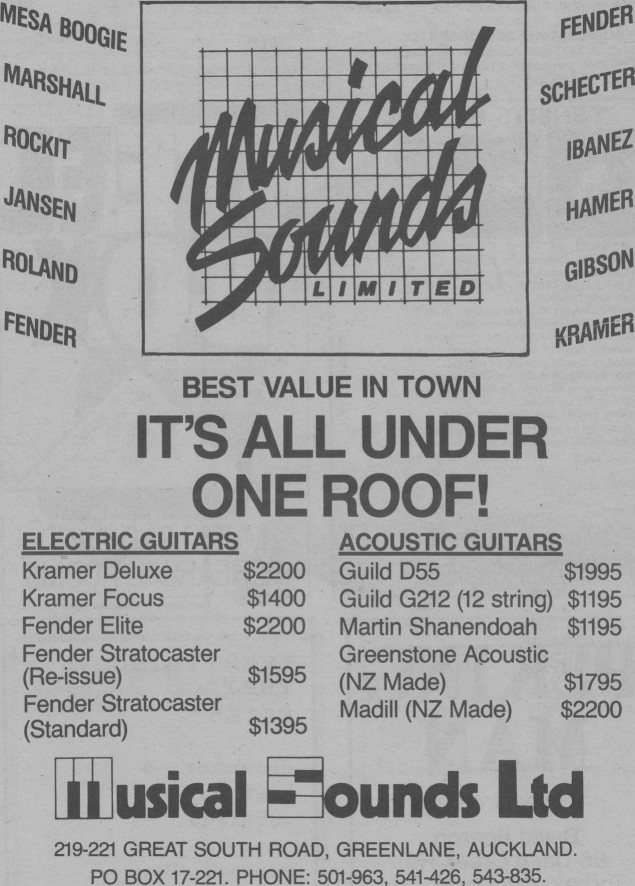 MESA BOOGIE
MARSHALL
ROCKIT
JANSEN
ROLAND
FENDER
Musical
Sounds
LIMITED
FENDER
SCHECTER
IBANEZ
HAMER
GIBSON
KRAMER
BEST VALUE IN TOWN
IT'S ALL UNDER
ONE ROOF!
ELECTRIC GUITARS
Kramer Deluxe $2200
Kramer Focus $1400
Fender Elite $2200
Fender Stratocaster
(Re-issue) $1595
Fender Stratocaster
(Standard) $1395
ACOUSTIC GUITARS
Guild D55 $1995
Guild G212 (12 string) $1195
Martin Shanendoah $1195
Greenstone Acoustic
(NZ Made) $1795
Madill (NZ Made) $2200
Musical Sounds Ltd
219-221 GREAT SOUTH ROAD, GREENLANE, AUCKLAND.
PO BOX 17-221. PHONE: 501-963, 541-426, 543-835.